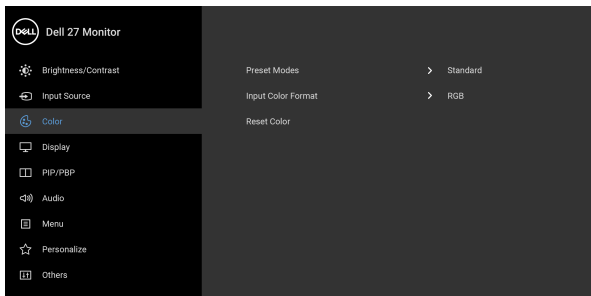 DELL Dell 27 Monitor
Brightness/Contrast
Input Source
Color
Display
PIP/PBP
Audio
Menu
Personalize
Others
Preset Modes > Standard
Input Color Format > RGB
Reset Color